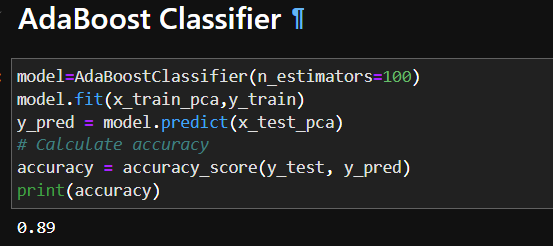 AdaBoost Classifier ¶
model=AdaBoostClassifier(n_estimators=100)
model.fit(x_train_pca,y_train)
y_pred = model.predict(x_test_pca)
# Calculate accuracy
accuracy = accuracy_score(y_test, y_pred)
print(accuracy)
0.89